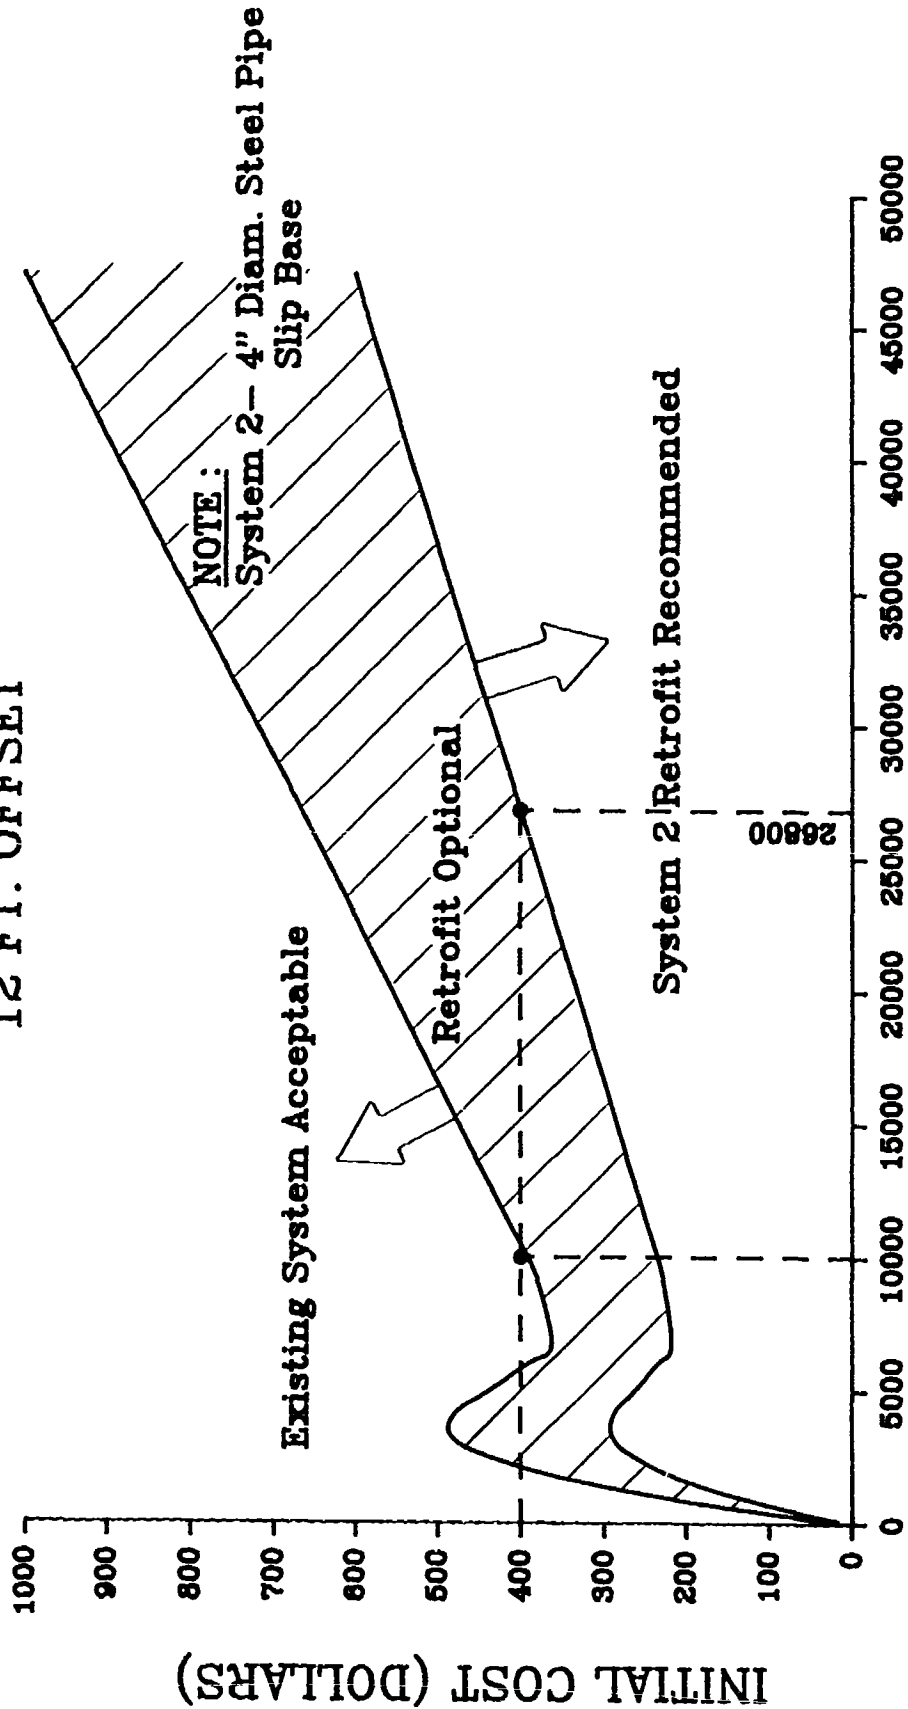 12 FT. OFFSET
NOTE :
System 2- 4" Diam. Steel Pipe
Slip Base
Existing System Acceptable
Retrofit Optional
System 2 Retrofit Recommended
INITIAL COST (DOLLARS)
1000
900
800
700
600
500
400
300
200
100
0
26800
0
5000
10000
15000
20000
25000
30000
35000
40000
45000
50000